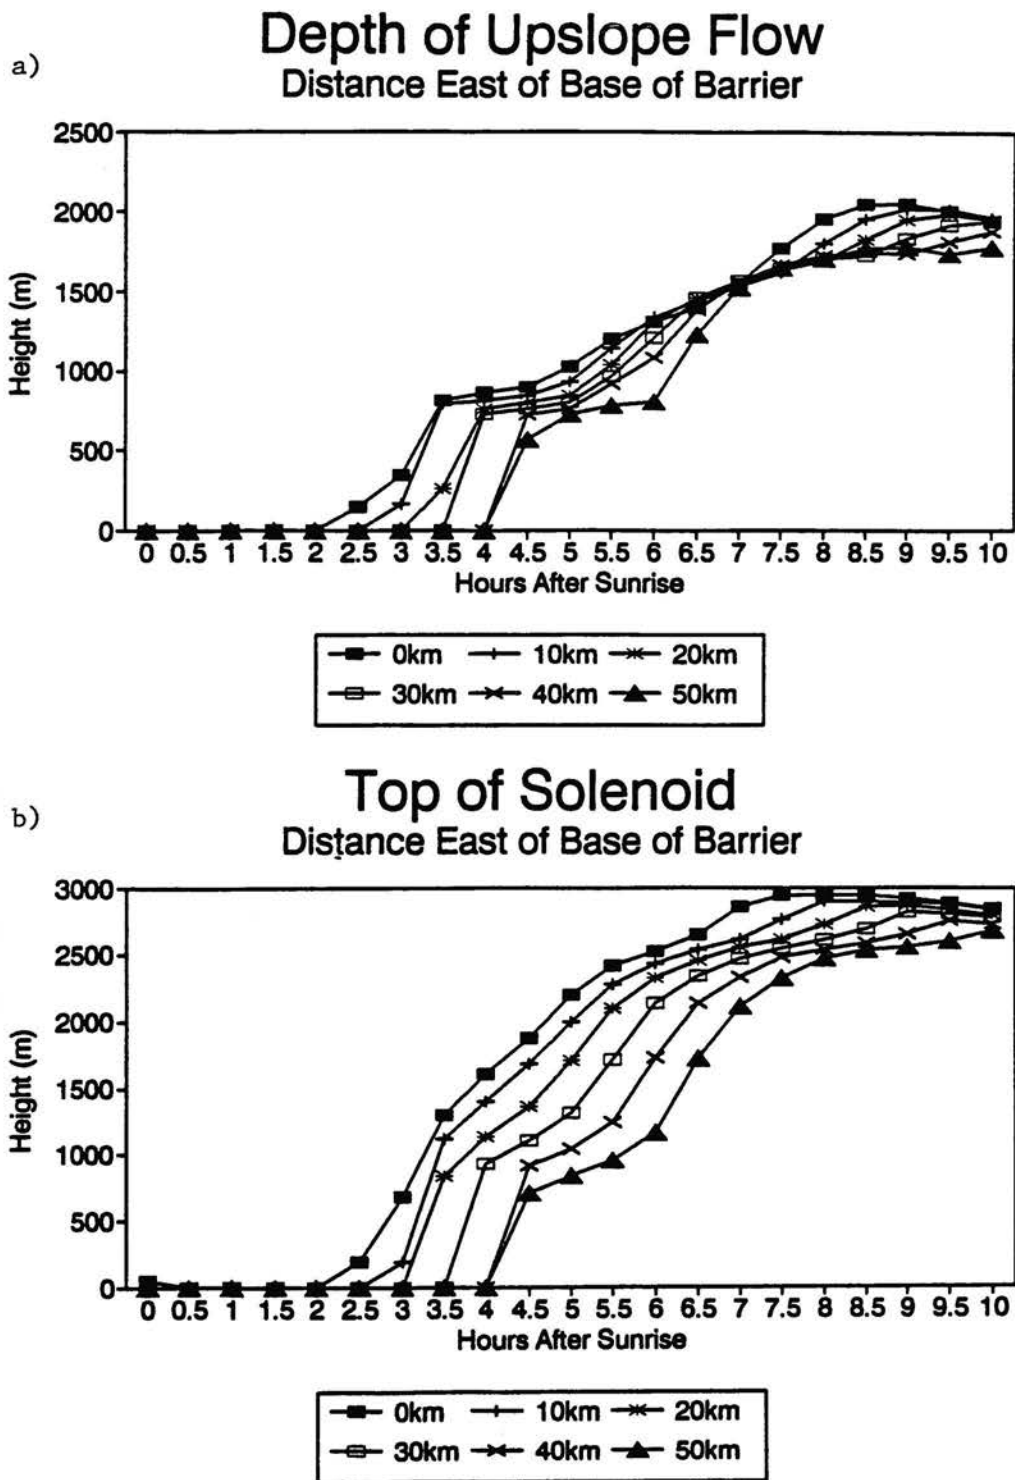 a)
Depth of Upslope Flow
Distance East of Base of Barrier
2500
2000
1500
1000
500
0
Height (m)
0 0.5 1 1.5 2 2.5 3 3.5 4 4.5 5 5.5 6 6.5 7 7.5 8 8.5 9 9.5 10
Hours After Sunrise
0km 10km 20km
30km 40km 50km
b)
Top of Solenoid
Distance East of Base of Barrier
3000
2500
2000
1500
1000
500
0
Height (m)
0 0.5 1 1.5 2 2.5 3 3.5 4 4.5 5 5.5 6 6.5 7 7.5 8 8.5 9 9.5 10
Hours After Sunrise
0km 10km 20km
30km 40km 50km